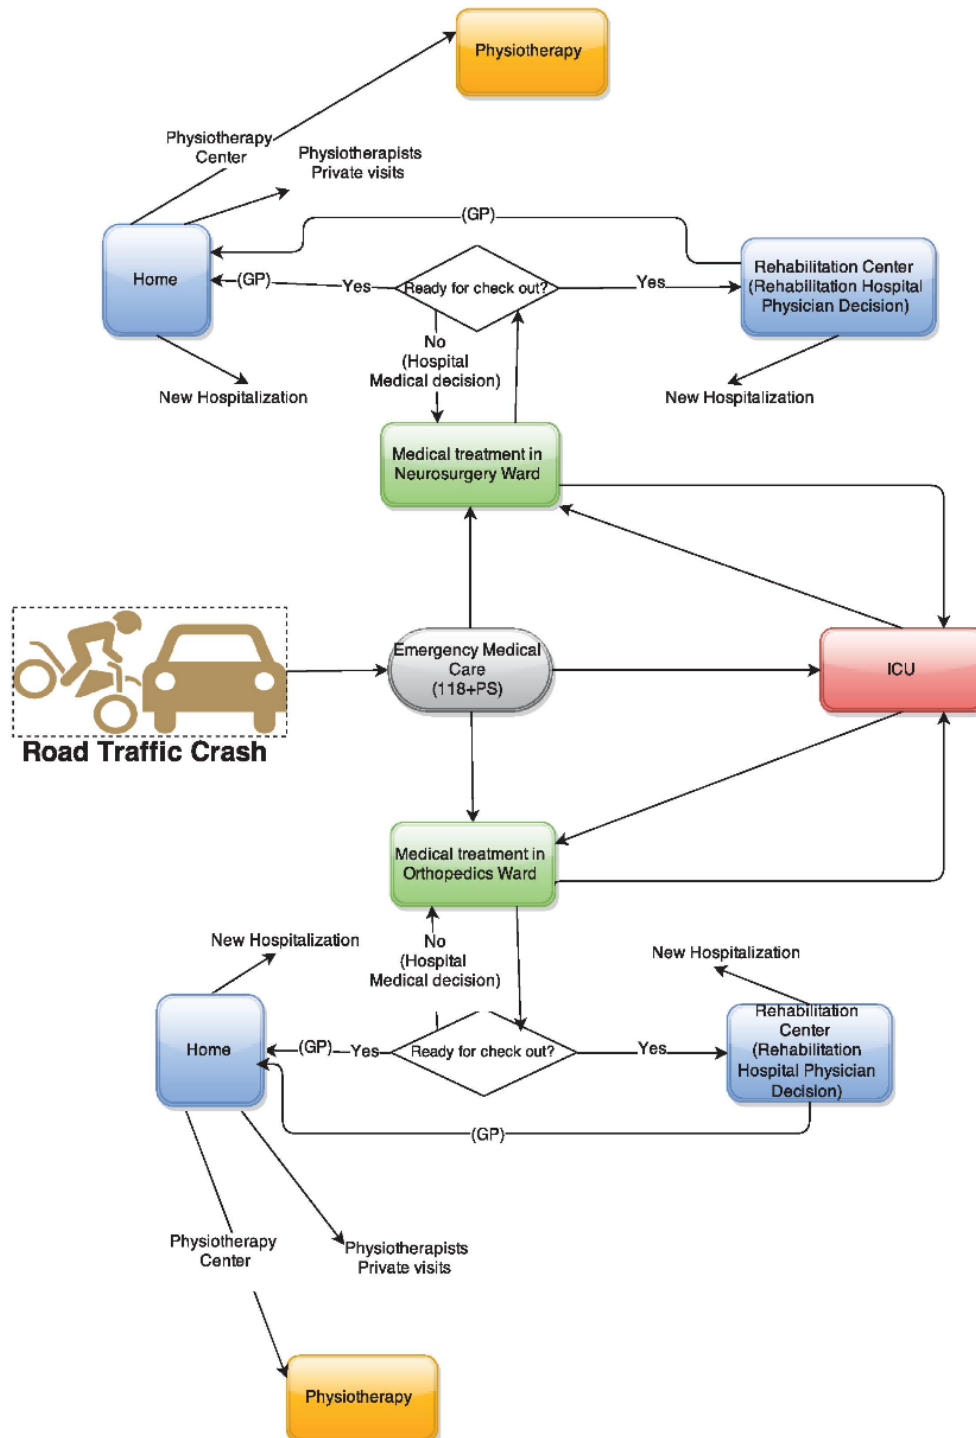 Physiotherapy
Physiotherapy
Center
Physiotherapists
Private visits
(GP)
Home
(GP)
Yes
Ready for check out?
Yes
Rehabilitation Center
(Rehabilitation Hospital
Physician Decision)
No
(Hospital
Medical decision)
New Hospitalization
New Hospitalization
Medical treatment in
Neurosurgery Ward
Emergency Medical
Care
(118+PS)
ICU
Road Traffic Crash
Medical treatment in
Orthopedics Ward
New Hospitalization
No
(Hospital
Medical decision)
New Hospitalization
Home
(GP)
Yes
Ready for check out?
Yes
Rehabilitation
Center
(Rehabilitation
Hospital Physician
Decision)
(GP)
Physiotherapy
Center
Physiotherapists
Private visits
Physiotherapy